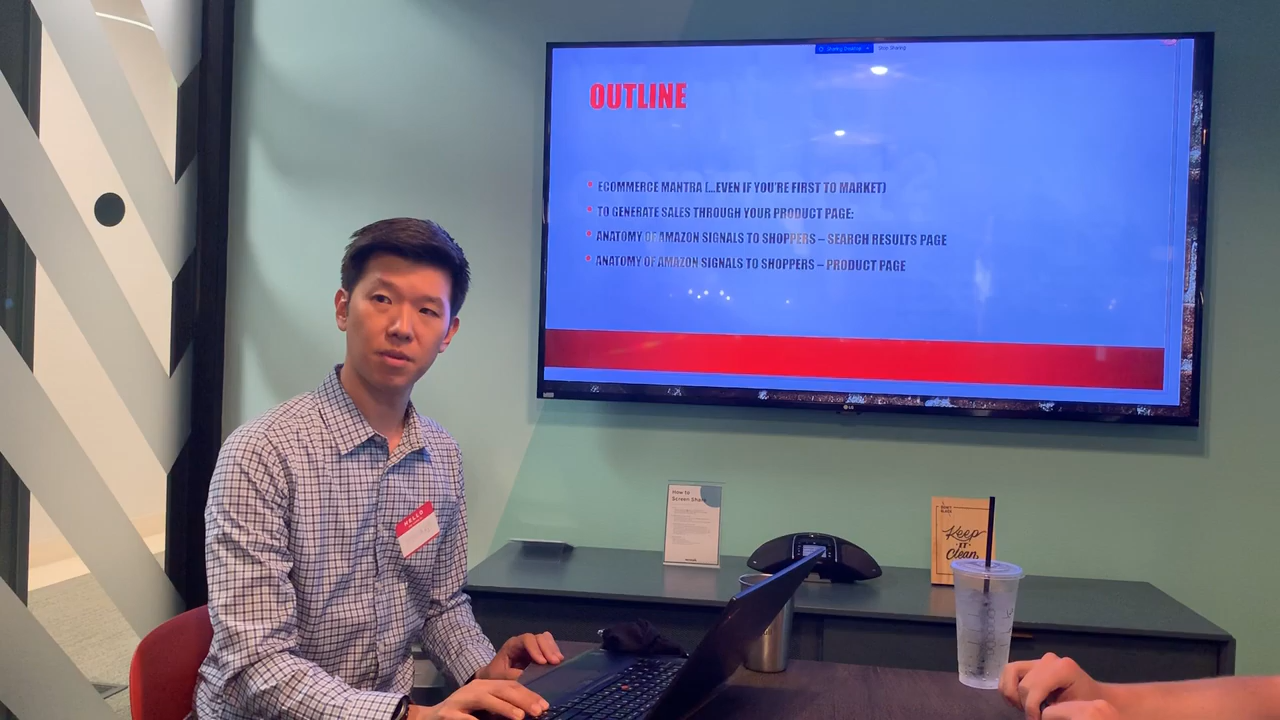 Stop Sharing
OUTLINE
ECOMMERCE MANTRA (...EVEN IF YOU'RE FIRST TO MARKET)
TO GENERATE SALES THROUGH YOUR PRODUCT PAGE:
ANATOMY OF AMAZON SIGNALS TO SHOPPERS – SEARCH RESULTS PAGE
ANATOMY OF AMAZON SIGNALS TO SHOPPERS – PRODUCT PAGE
LG
HELLO
How to
Screen Share
Keep
IT
Clean